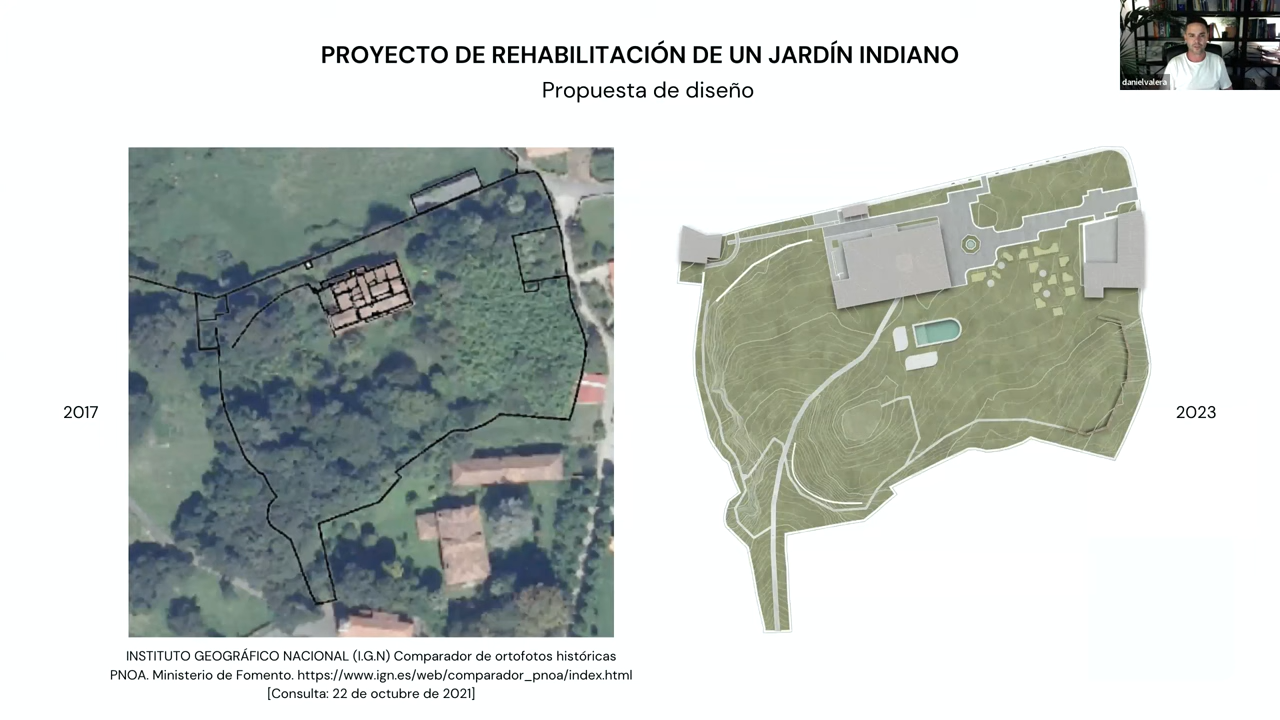 PROYECTO DE REHABILITACIÓN DE UN JARDÍN INDIANO
Propuesta de diseño
danielvalera
2017
2023
INSTITUTO GEOGRÁFICO NACIONAL (I.G.N) Comparador de ortofotos históricas
PNOA. Ministerio de Fomento. https://www.ign.es/web/comparador_pnoa/index.html
[Consulta: 22 de octubre de 2021]